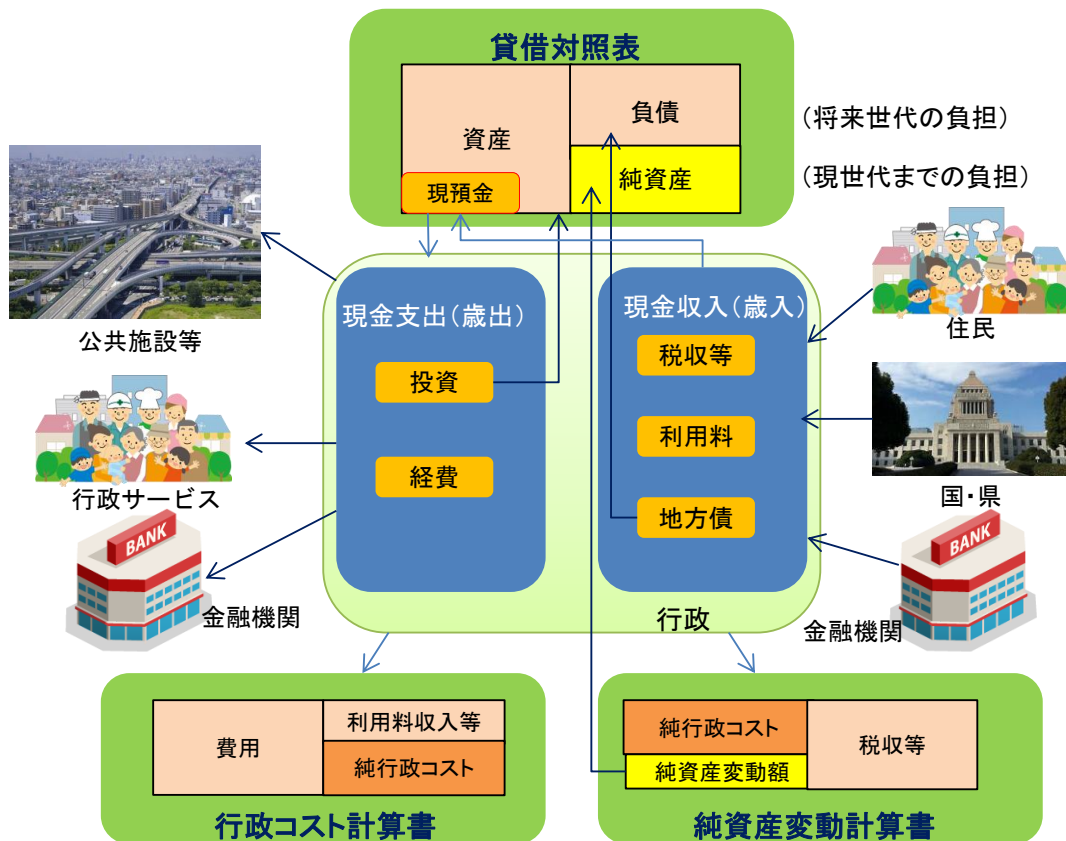 貸借対照表
資産
負債
(将来世代の負担)
純資産
(現世代までの負担)
現預金
現金支出(歳出)
現金収入(歳入)
公共施設等
住民
投資
税収等
経費
利用料
行政サービス
国・県
地方債
BANK
BANK
金融機関
行政
金融機関
費用
利用料収入等
純行政コスト
行政コスト計算書
純行政コスト
税収等
純資産変動額
純資産変動計算書